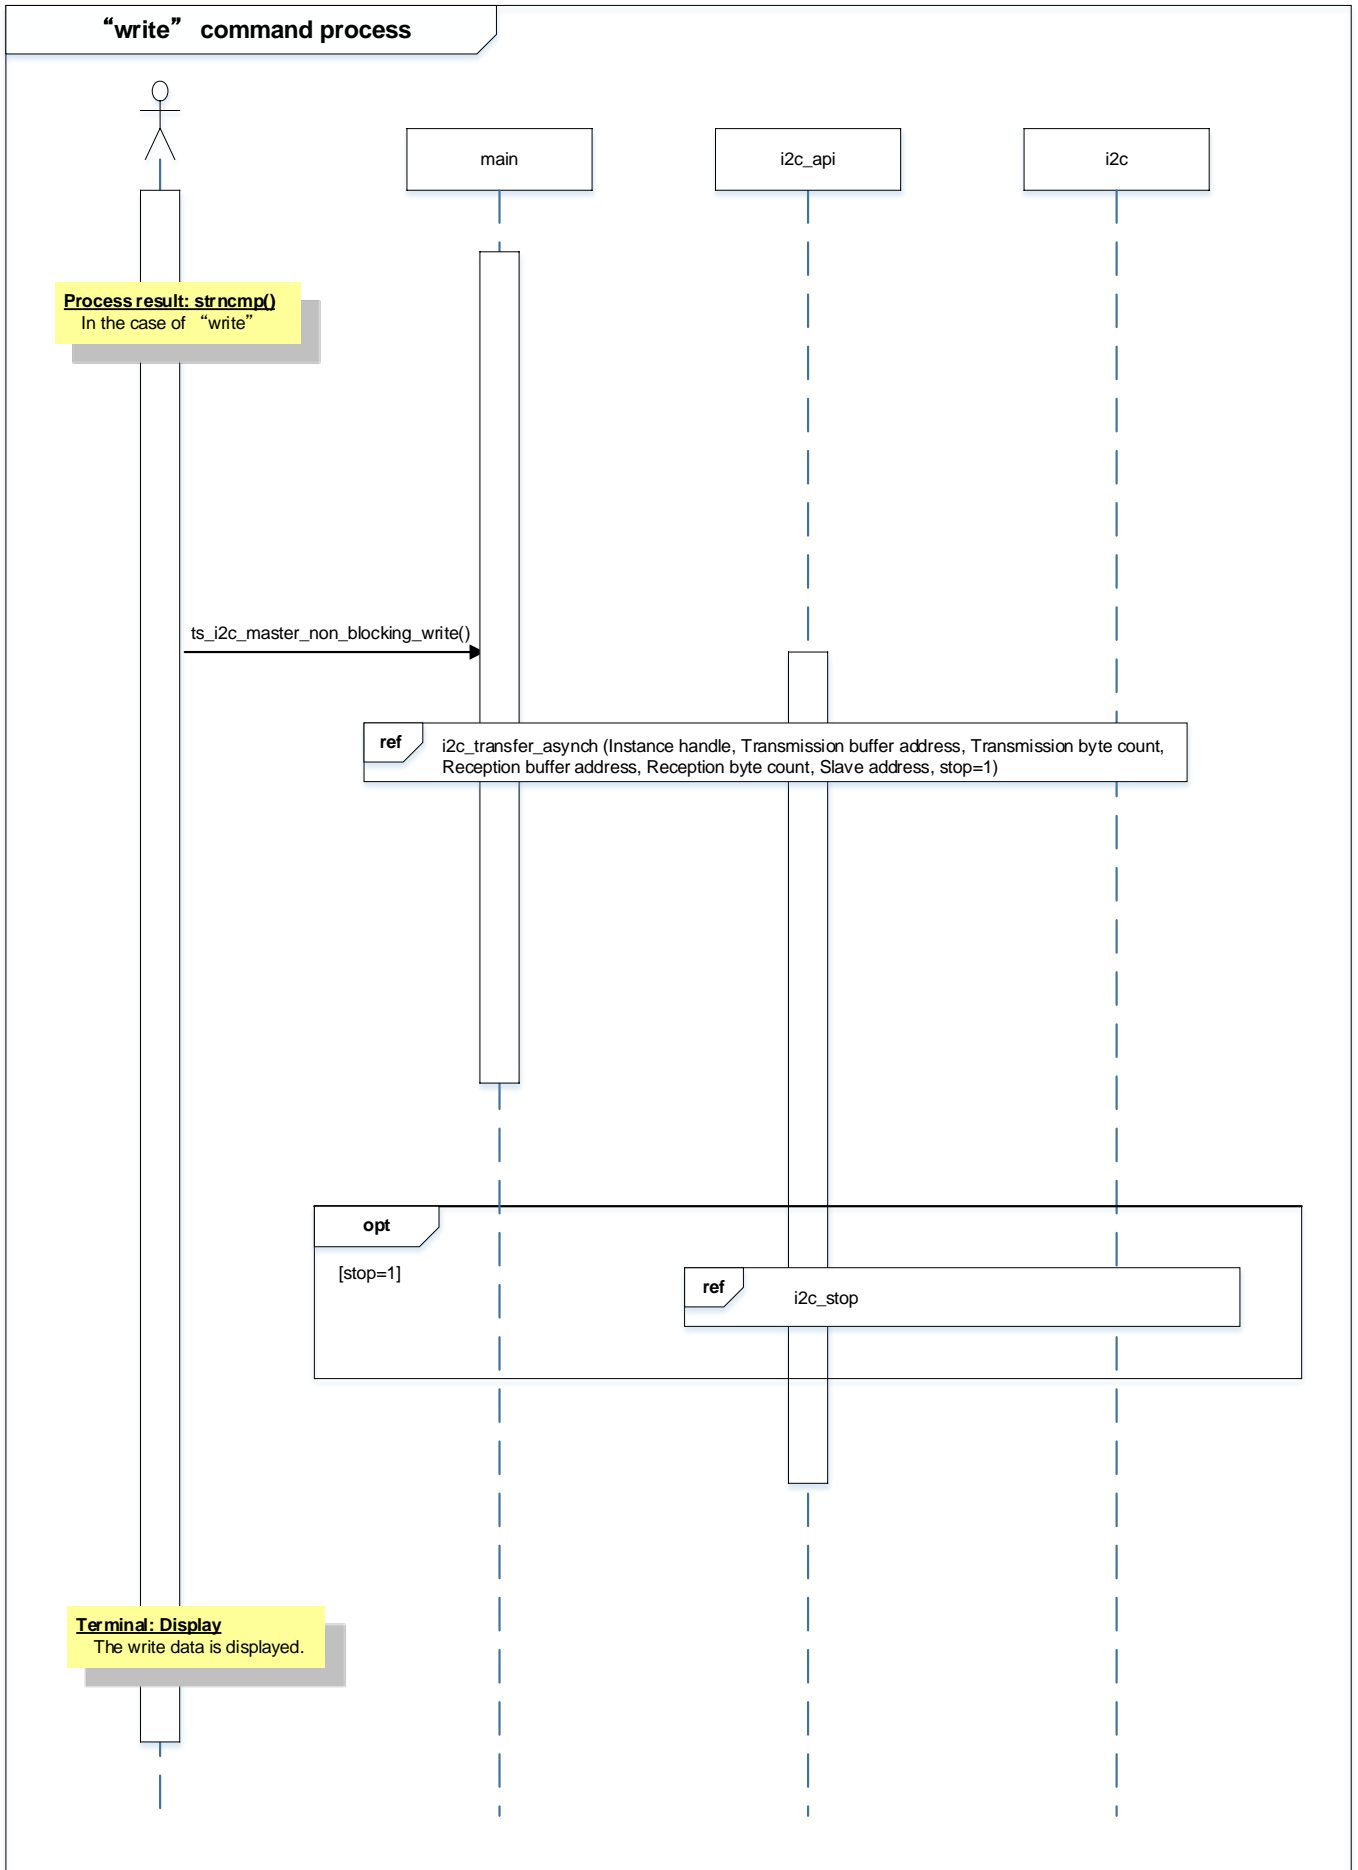 “write” command process
main
i2c_api
i2c
Process result: strncmp()
In the case of “write”
ts_i2c_master_non_blocking_write()
ref
i2c_transfer_asynch (Instance handle, Transmission buffer address, Transmission byte count,
Reception buffer address, Reception byte count, Slave address, stop=1)
opt
[stop=1]
ref
i2c_stop
Terminal: Display
The write data is displayed.